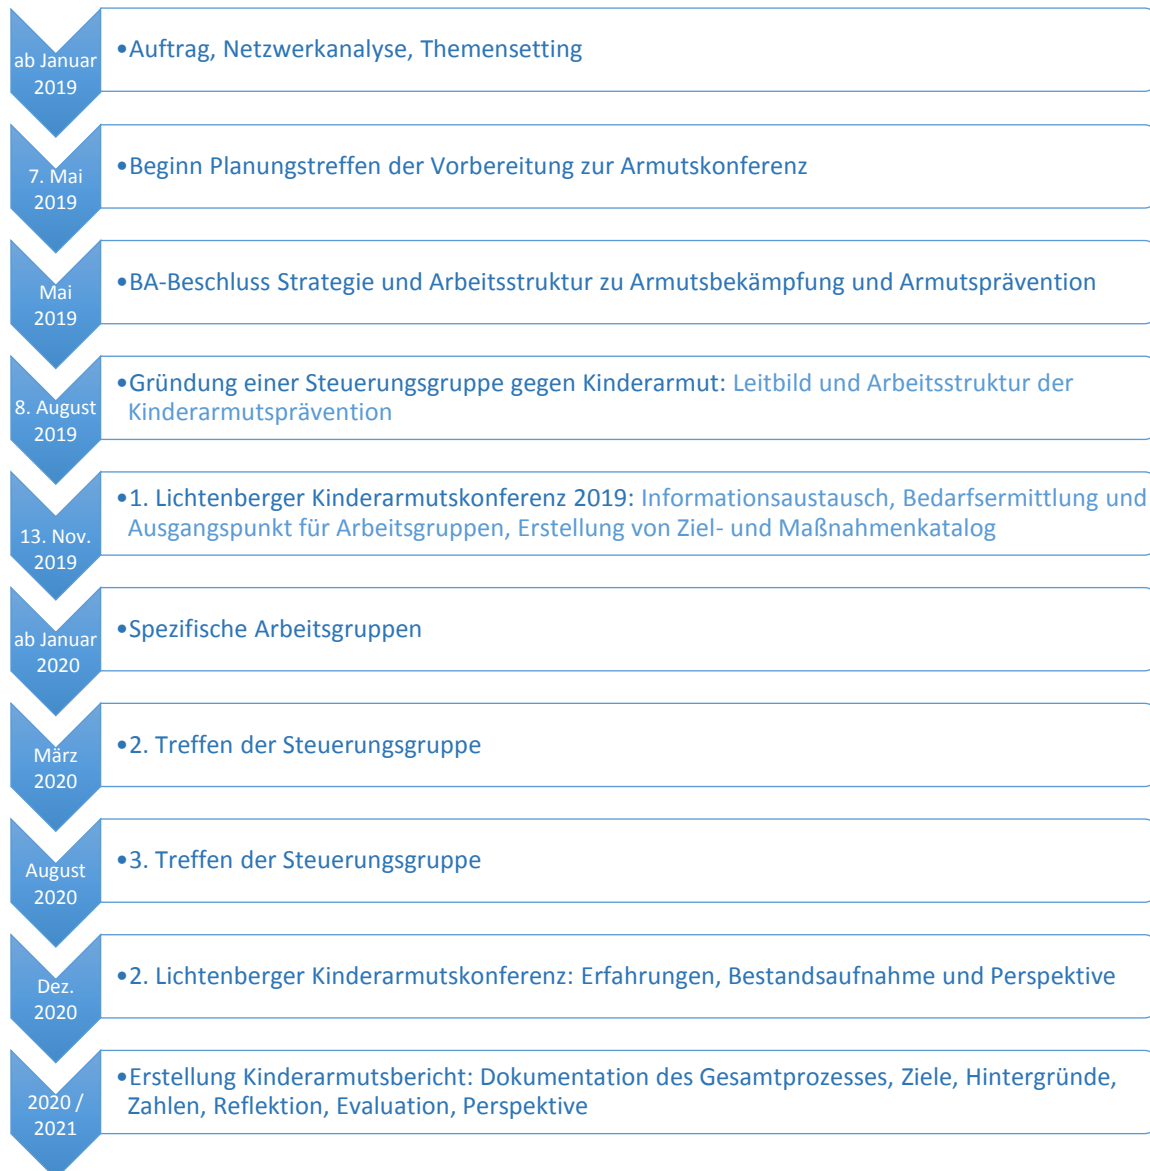 ab Januar
2019
•Auftrag, Netzwerkanalyse, Themensetting
7. Mai
2019
•Beginn Planungstreffen der Vorbereitung zur Armutskonferenz
Mai
2019
•BA-Beschluss Strategie und Arbeitsstruktur zu Armutsbekämpfung und Armutsprävention
8. August
2019
•Gründung einer Steuerungsgruppe gegen Kinderarmut: Leitbild und Arbeitsstruktur der
Kinderarmutsprävention
13. Nov.
2019
•1. Lichtenberger Kinderarmutskonferenz 2019: Informationsaustausch, Bedarfsermittlung und
Ausgangspunkt für Arbeitsgruppen, Erstellung von Ziel- und Maßnahmenkatalog
ab Januar
2020
•Spezifische Arbeitsgruppen
März
2020
•2. Treffen der Steuerungsgruppe
August
2020
•3. Treffen der Steuerungsgruppe
Dez.
2020
•2. Lichtenberger Kinderarmutskonferenz: Erfahrungen, Bestandsaufnahme und Perspektive
2020 /
2021
•Erstellung Kinderarmutsbericht: Dokumentation des Gesamtprozesses, Ziele, Hintergründe,
Zahlen, Reflektion, Evaluation, Perspektive